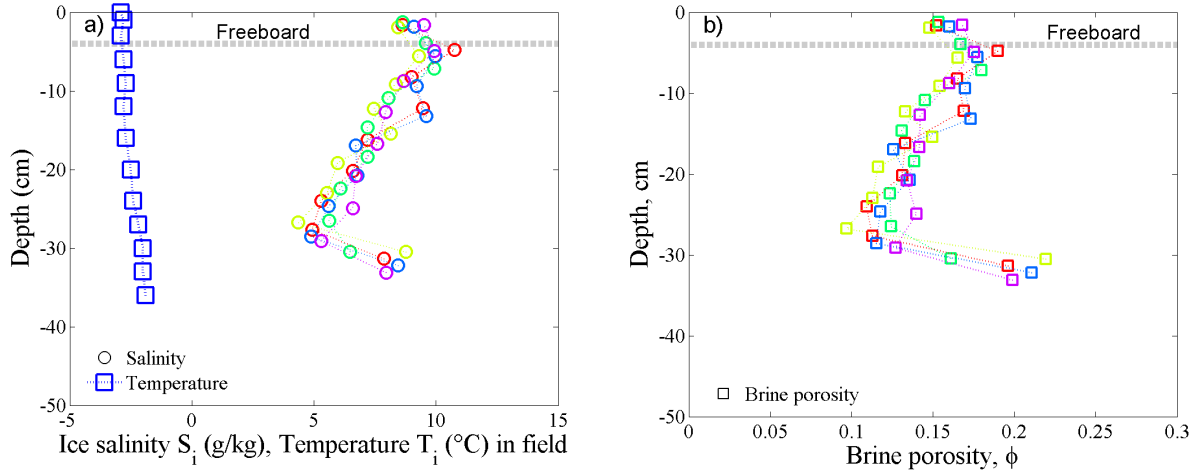 a)
Freeboard
0
-10
-20
-30
-40
-50
Depth (cm)
Salinity
Temperature
-5
0
5
10
15
Ice salinity S_i (g/kg), Temperature T_i (°C) in field
b)
Freeboard
0
-10
-20
-30
-40
-50
Depth, cm
Brine porosity
0
0.05
0.1
0.15
0.2
0.25
0.3
Brine porosity, ϕ